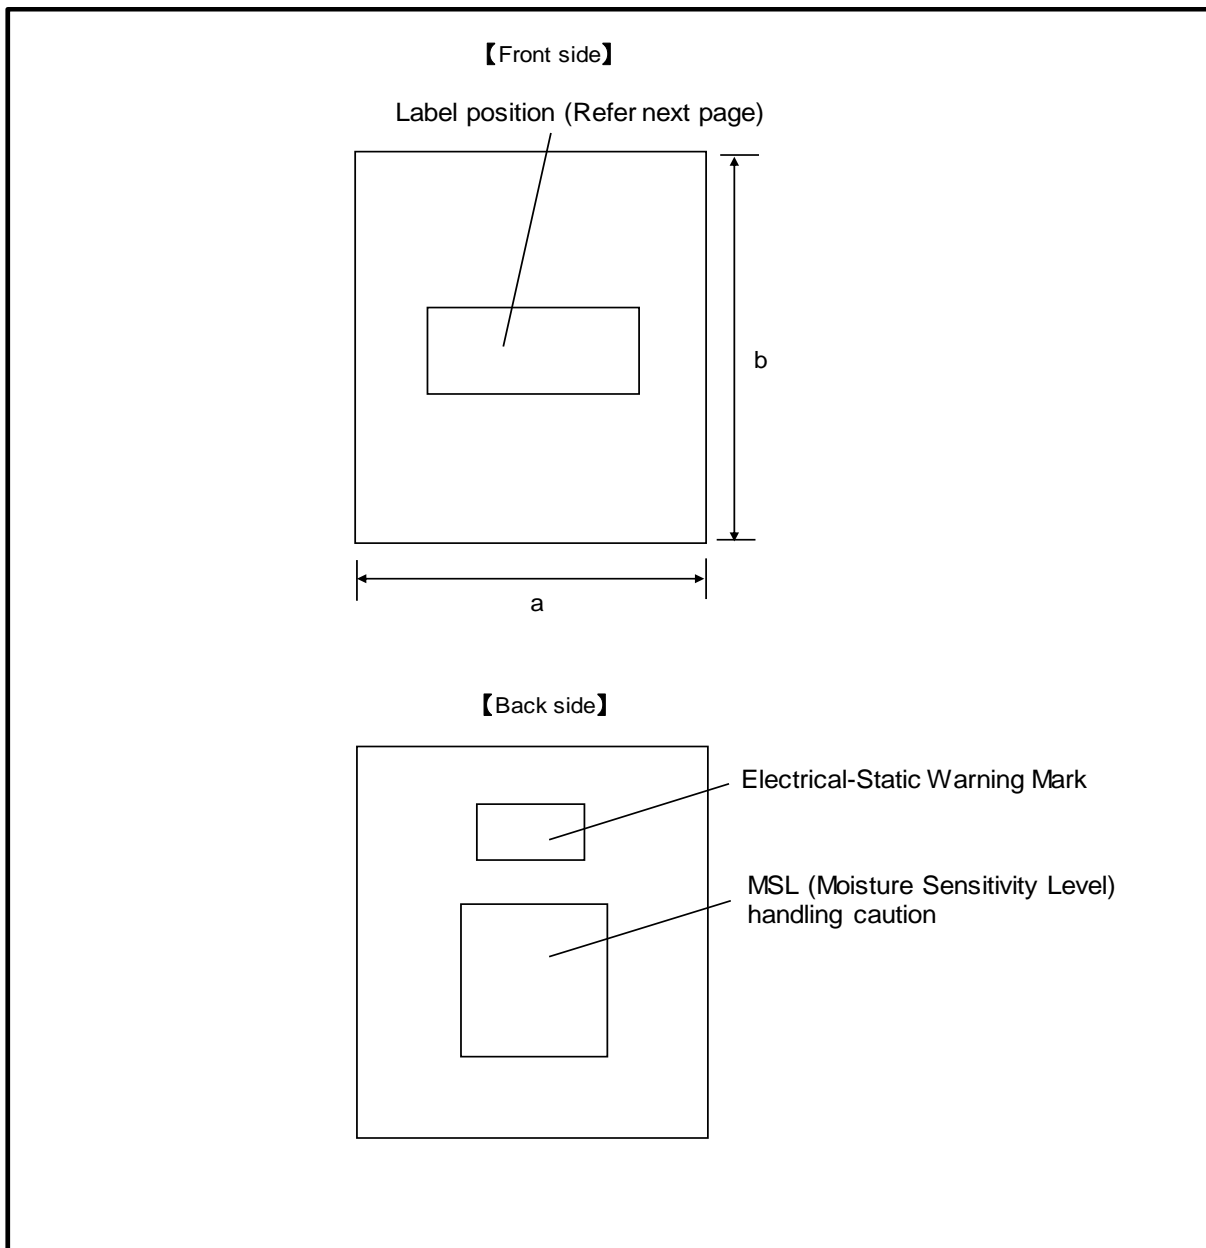 【Front side】
Label position (Refer next page)
b
a
【Back side】
Electrical-Static Warning Mark
MSL (Moisture Sensitivity Level)
handling caution